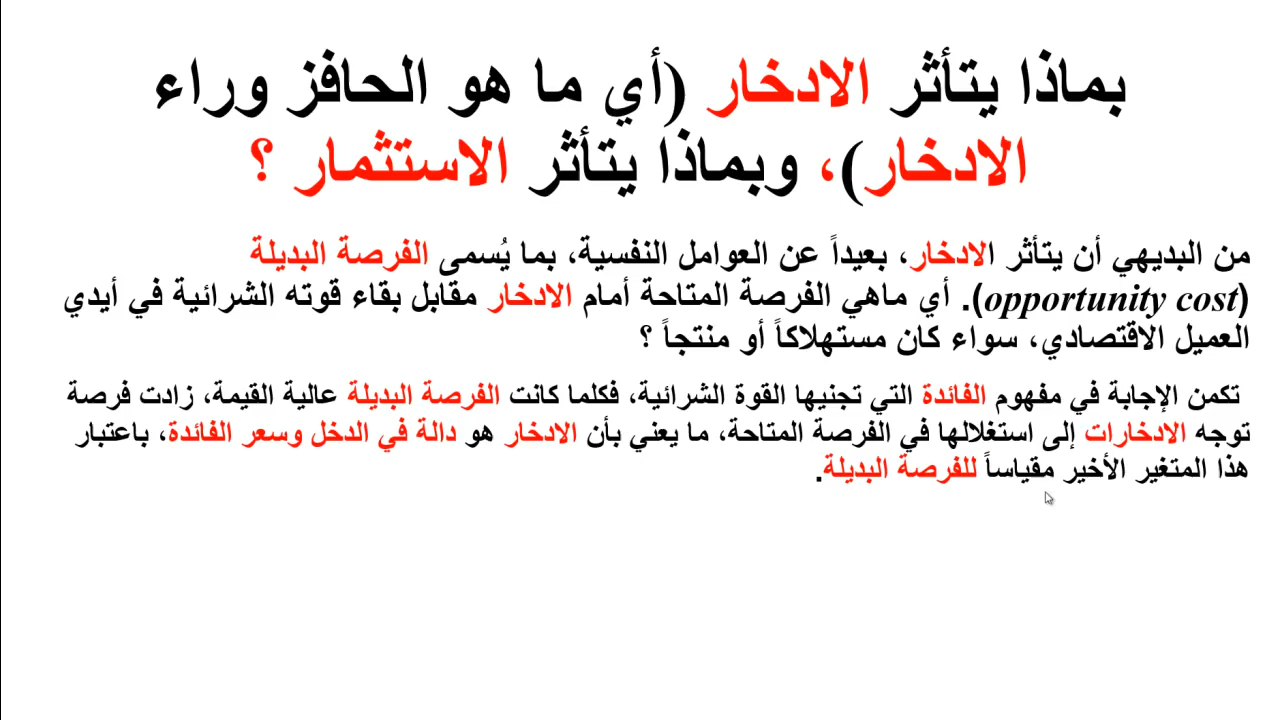 بماذا يتأثر الادخار (أي ما هو الحافز وراء
الادخار)، وبماذا يتأثر الاستثمار ؟
من البديهي أن يتأثر الادخار، بعيداً عن العوامل النفسية، بما يُسمى الفرصة البديلة
(opportunity cost). أي ماهي الفرصة المتاحة أمام الادخار مقابل بقاء قوته الشرائية في أيدي
العميل الاقتصادي، سواء كان مستهلاكاً أو منتجاً ؟
تكمن الإجابة في مفهوم الفائدة التي تجنيها القوة الشرائية، فكلما كانت الفرصة البديلة عالية القيمة، زادت فرصة
توجه الادخارات إلى استغلالها في الفرصة المتاحة، ما يعني بأن الادخار هو دالة في الدخل وسعر الفائدة، باعتبار
هذا المتغير الأخير مقياساً للفرصة البديلة.